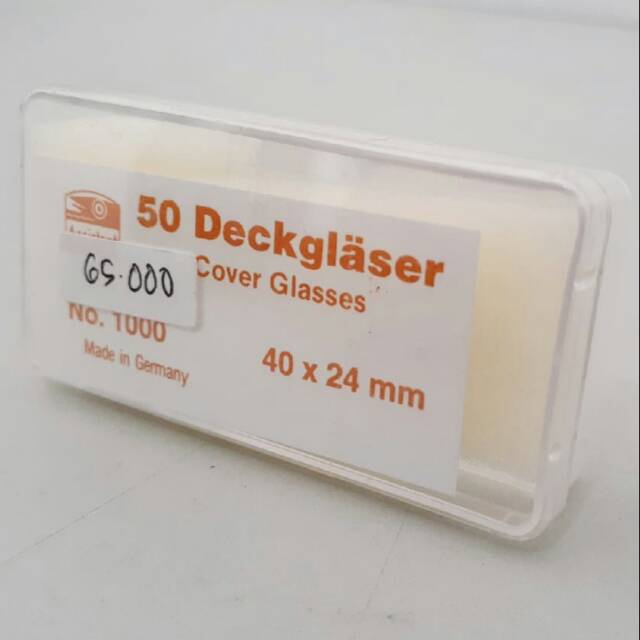 50 Deckgläser
65.000
Cover Glasses
No. 1000
Made in Germany
40 x 24 mm